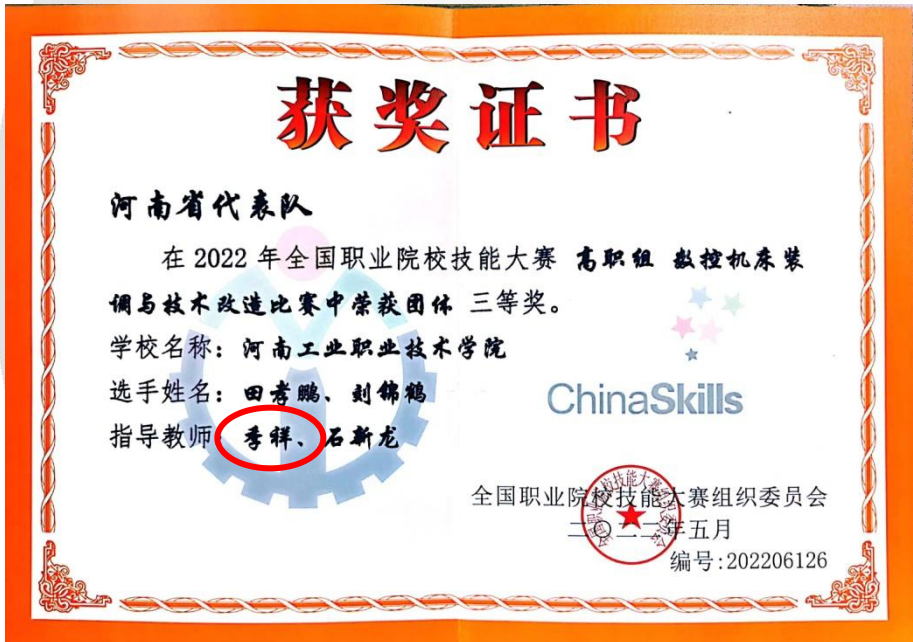 获奖证书
河南省代表队
在 2022 年全国职业院校技能大赛 高职组 数控机床装
调与技术改造比赛中荣获团体 三等奖。
学校名称：河南工业职业技术学院
选手姓名：田孝鹏、刘锦鹤
指导教师：季祥、石新龙
ChinaSkills
全国职业院校技能大赛组织委员会
二〇二二年五月
编号:202206126